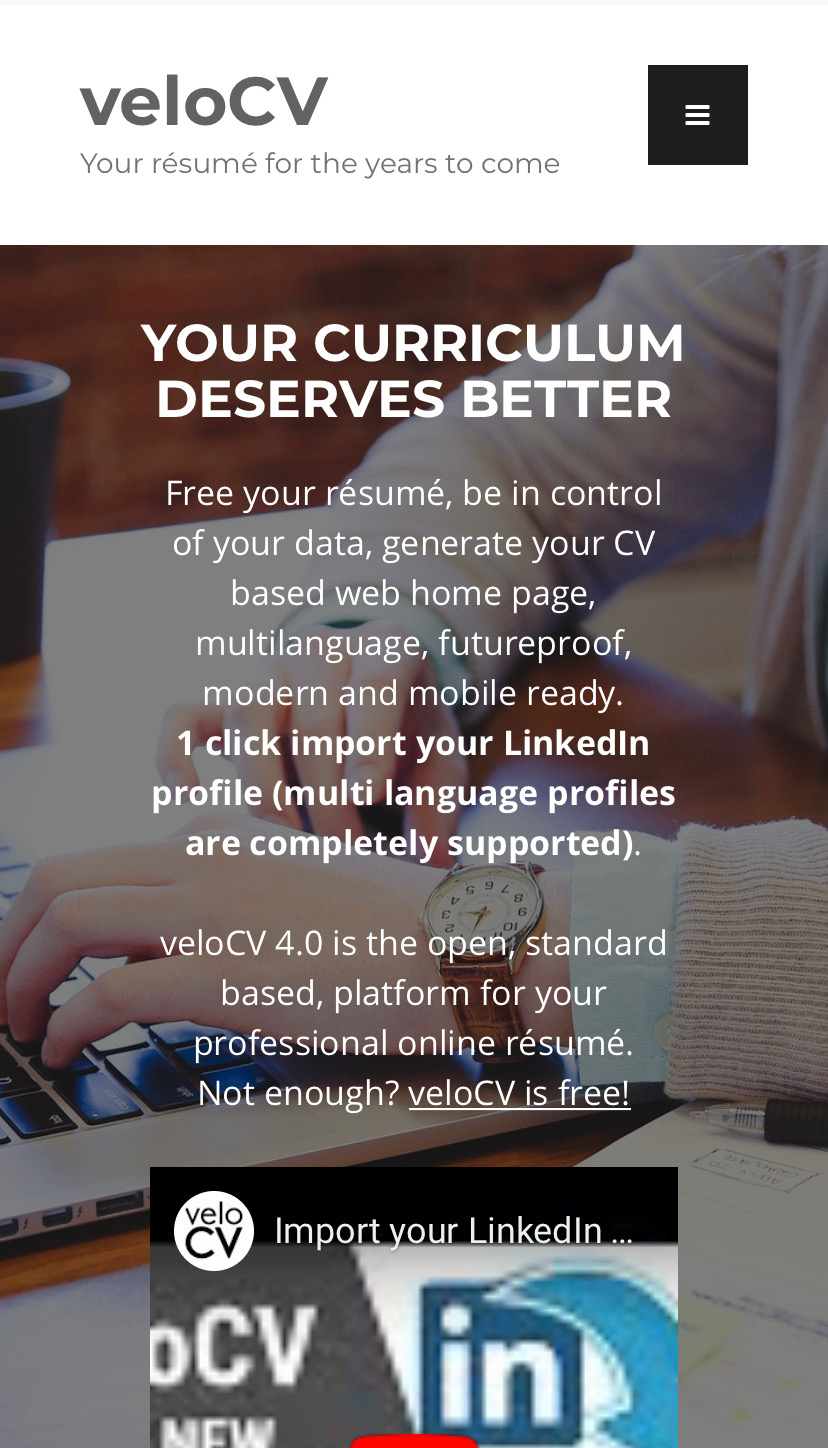 veloCV
Your résumé for the years to come
YOUR CURRICULUM
DESERVES BETTER
Free your résumé, be in control
of your data, generate your CV
based web home page,
multilanguage, futureproof,
modern and mobile ready.
1 click import your LinkedIn
profile (multi language profiles
are completely supported).
veloCV 4.0 is the open, standard
based, platform for your
professional online résumé.
Not enough? veloCV is free!
velo
CV
Import your LinkedIn ...
oCV
in
NEW